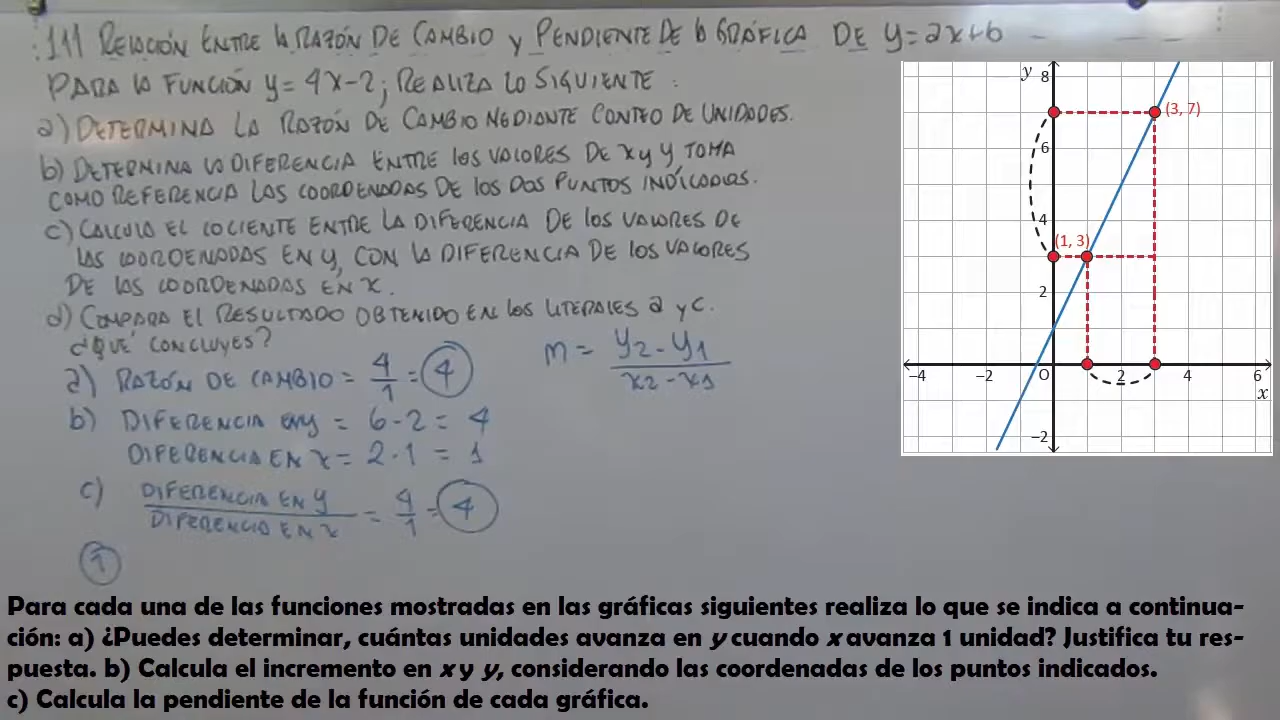 1.1.1 RELACIÓN ENTRE LA RAZÓN DE CAMBIO Y PENDIENTE DE LA GRÁFICA DE y=ax+b
PARA LA FUNCIÓN y=4x-2; REALIZA LO SIGUIENTE:
a) DETERMINA LA RAZÓN DE CAMBIO MEDIANTE CONTEO DE UNIDADES.
b) DETERMINA LA DIFERENCIA ENTRE LOS VALORES DE x y y TOMA
COMO REFERENCIA LAS COORDENADAS DE LOS DOS PUNTOS INDICADAS.
c) CALCULA EL COCIENTE ENTRE LA DIFERENCIA DE LOS VALORES DE
LAS COORDENADAS EN y, CON LA DIFERENCIA DE LOS VALORES
DE LAS COORDENADAS EN x.
d) COMPARA EL RESULTADO OBTENIDO EN LOS LITERALES a y c.
¿QUÉ CONCLUYES?
a) RAZÓN DE CAMBIO = 4/1 = 4
m = y2-y1/x2-x1
b) DIFERENCIA EN y = 6-2 = 4
DIFERENCIA EN x = 2-1 = 1
c) DIFERENCIA EN y/DIFERENCIA EN x = 4/1 = 4
1
y 8
(3, 7)
6
4
(1, 3)
2
−4 −2 0 2 4 6
x
−2
Para cada una de las funciones mostradas en las gráficas siguientes realiza lo que se indica a continua-
ción: a) ¿Puedes determinar, cuántas unidades avanza en y cuando x avanza 1 unidad? Justifica tu res-
puesta. b) Calcula el incremento en x y y, considerando las coordenadas de los puntos indicados.
c) Calcula la pendiente de la función de cada gráfica.